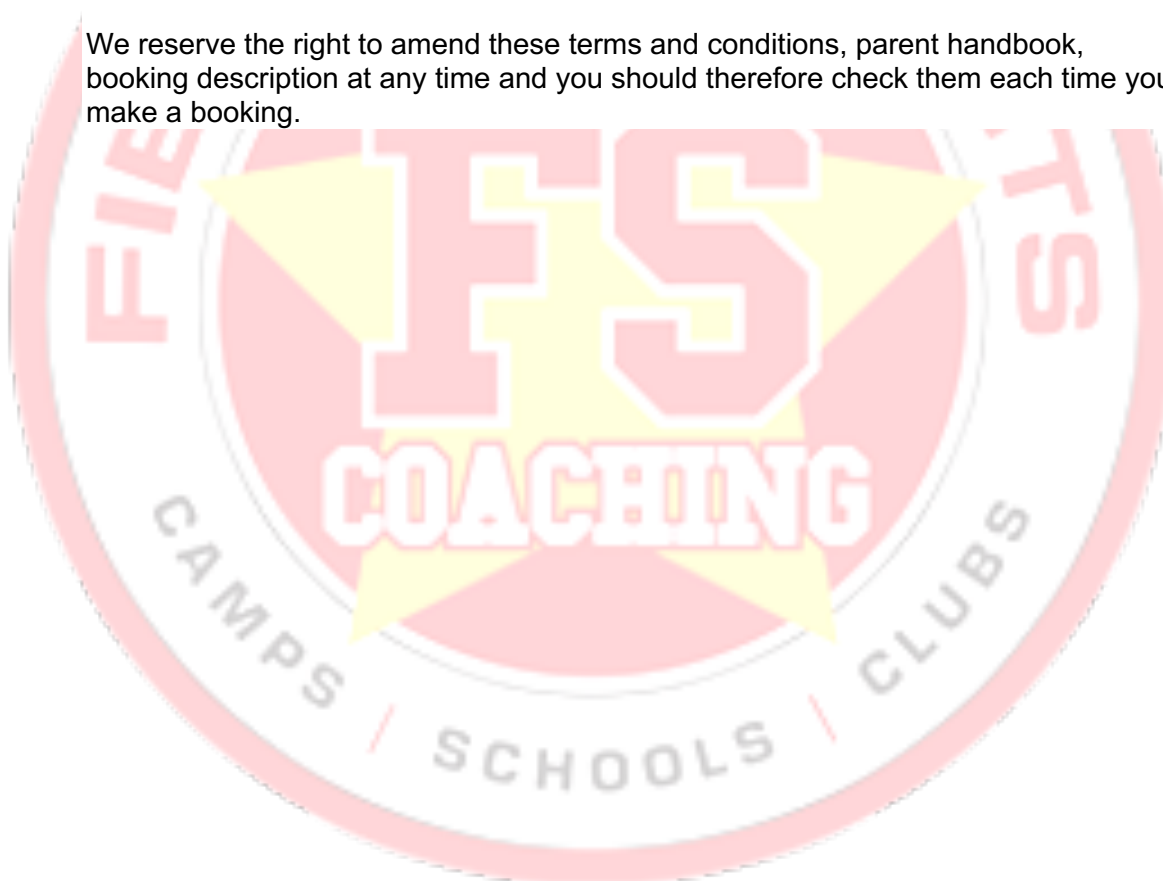 We reserve the right to amend these terms and conditions, parent handbook,
booking description at any time and you should therefore check them each time you
make a booking.
FS
COACHING
CAMPS | SCHOOLS | CLUBS